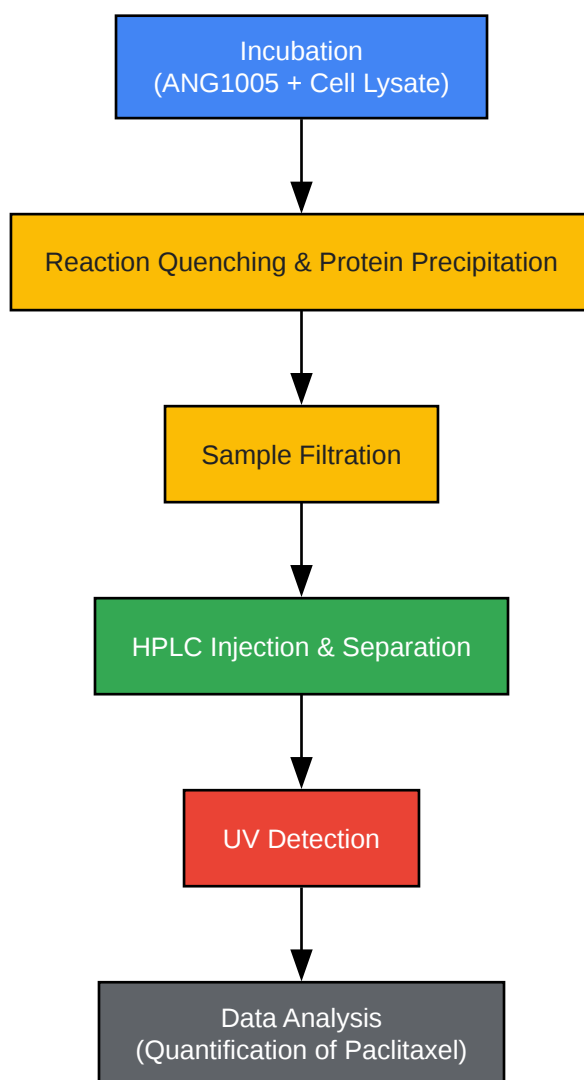 Incubation
(ANG1005 + Cell Lysate)
Reaction Quenching & Protein Precipitation
Sample Filtration
HPLC Injection & Separation
UV Detection
Data Analysis
(Quantification of Paclitaxel)